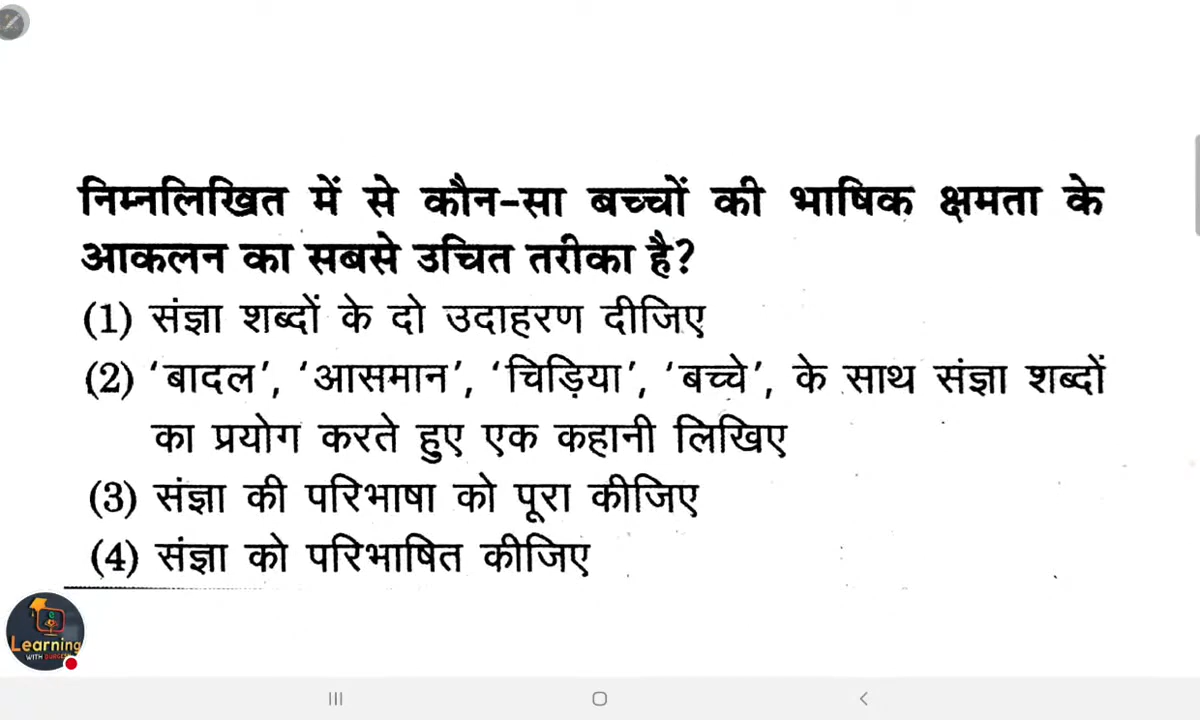 निम्नलिखित में से कौन-सा बच्चों की भाषिक क्षमता के
आकलन का सबसे उचित तरीका है?
(1) संज्ञा शब्दों के दो उदाहरण दीजिए
(2) ‘बादल’, ‘आसमान’, ‘चिड़िया’, ‘बच्चे’, के साथ संज्ञा शब्दों
का प्रयोग करते हुए एक कहानी लिखिए
(3) संज्ञा की परिभाषा को पूरा कीजिए
(4) संज्ञा को परिभाषित कीजिए
Learning